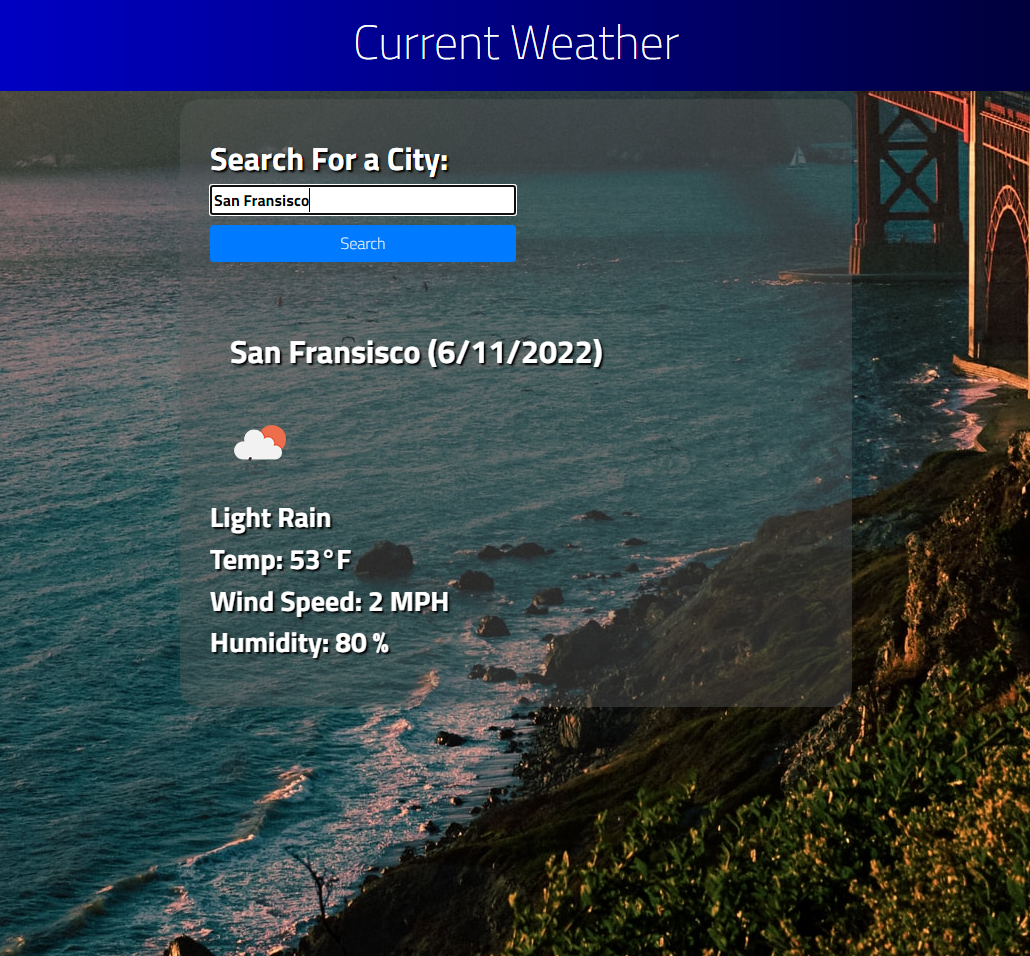 Current Weather
Search For a City:
San Fransisco
Search
San Fransisco (6/11/2022)
Light Rain
Temp: 53°F
Wind Speed: 2 MPH
Humidity: 80 %